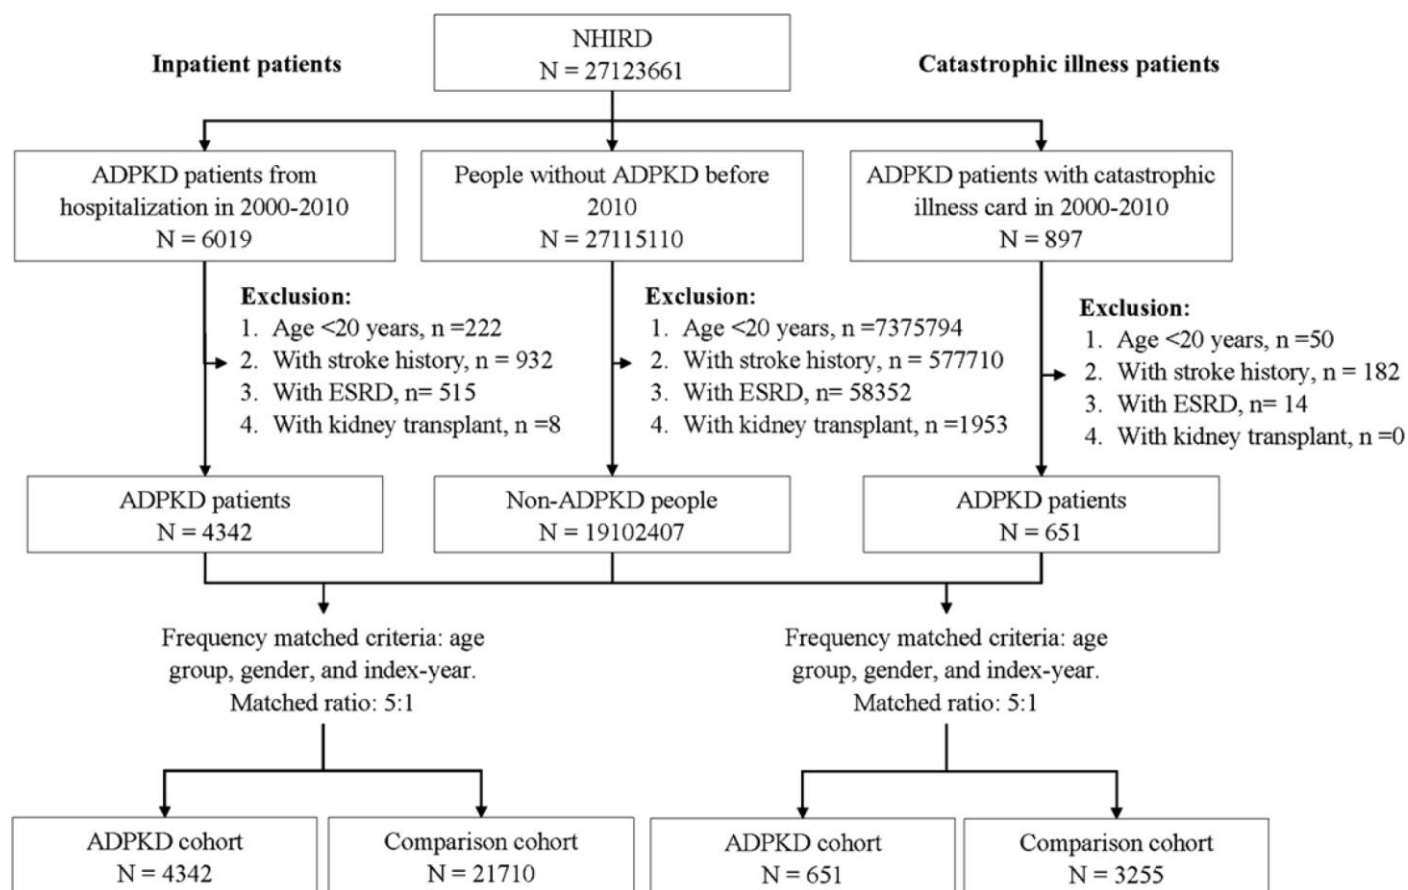 NHIRD
N = 27123661
Inpatient patients
Catastrophic illness patients
ADPKD patients from
hospitalization in 2000-2010
N = 6019
People without ADPKD before
2010
N = 27115110
ADPKD patients with catastrophic
illness card in 2000-2010
N = 897
Exclusion:
1. Age <20 years, n =222
2. With stroke history, n = 932
3. With ESRD, n= 515
4. With kidney transplant, n =8
Exclusion:
1. Age <20 years, n =7375794
2. With stroke history, n = 577710
3. With ESRD, n= 58352
4. With kidney transplant, n =1953
Exclusion:
1. Age <20 years, n =50
2. With stroke history, n = 182
3. With ESRD, n= 14
4. With kidney transplant, n =0
ADPKD patients
N = 4342
Non-ADPKD people
N = 19102407
ADPKD patients
N = 651
Frequency matched criteria: age
group, gender, and index-year.
Matched ratio: 5:1
Frequency matched criteria: age
group, gender, and index-year.
Matched ratio: 5:1
ADPKD cohort
N = 4342
Comparison cohort
N = 21710
ADPKD cohort
N = 651
Comparison cohort
N = 3255